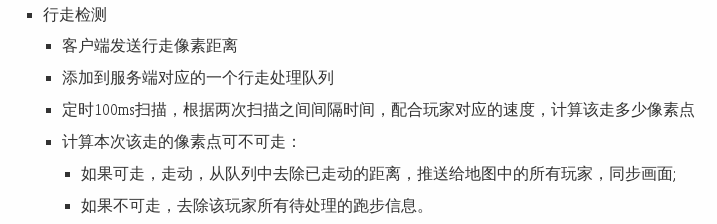 行走检测
客户端发送行走像素距离
添加到服务端对应的一个行走处理队列
定时100ms扫描，根据两次扫描之间间隔时间，配合玩家对应的速度，计算该走多少像素点
计算本次该走的像素点可不可走：
如果可走，走动，从队列中去除已走动的距离，推送给地图中的所有玩家，同步画面;
如果不可走，去除该玩家所有待处理的跑步信息。